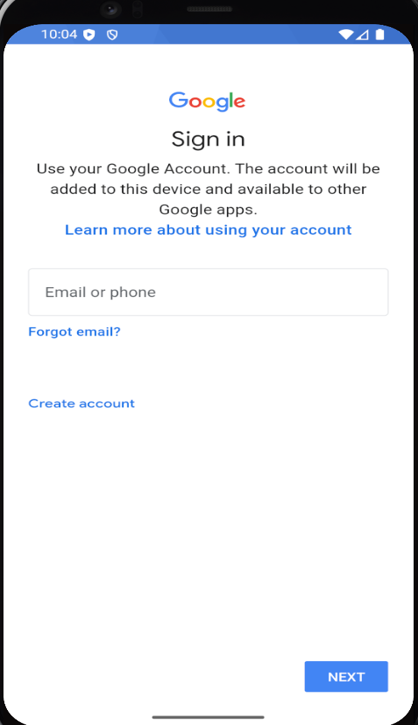 10:04
Google
Sign in
Use your Google Account. The account will be
added to this device and available to other
Google apps.
Learn more about using your account
Email or phone
Forgot email?
Create account
NEXT